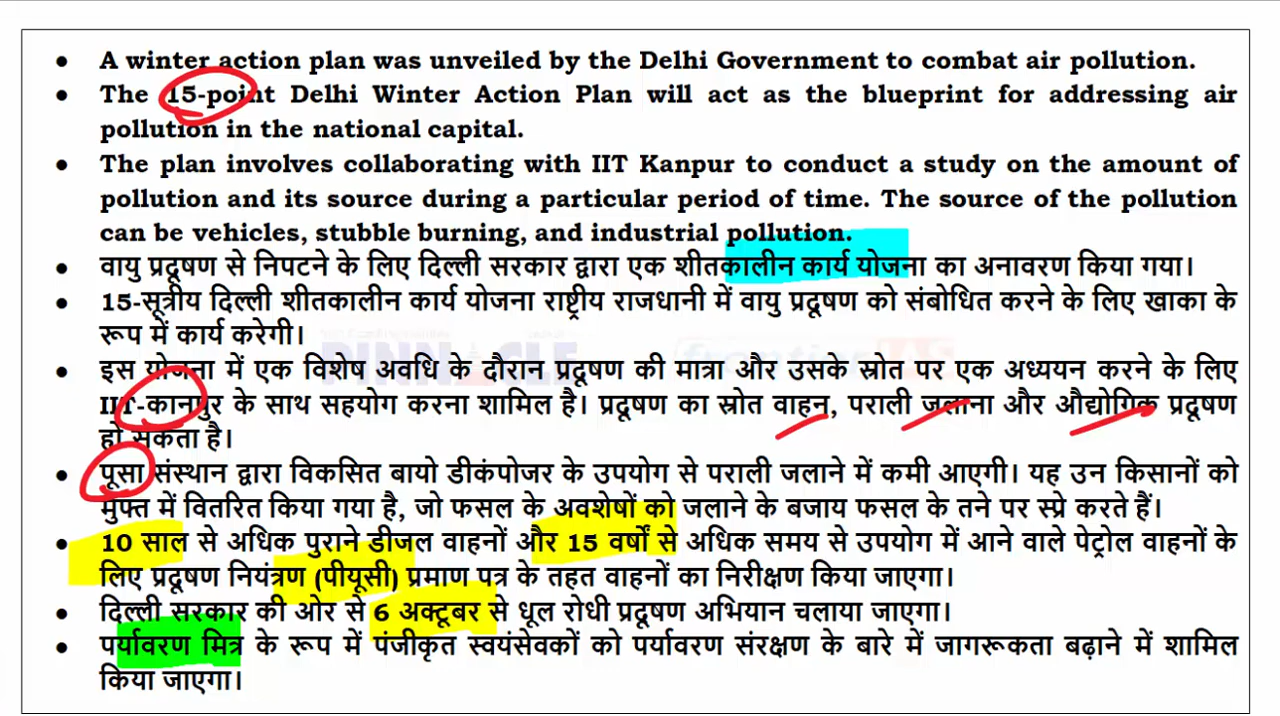 • A winter action plan was unveiled by the Delhi Government to combat air pollution.
• The 15-point Delhi Winter Action Plan will act as the blueprint for addressing air
pollution in the national capital.
• The plan involves collaborating with IIT Kanpur to conduct a study on the amount of
pollution and its source during a particular period of time. The source of the pollution
can be vehicles, stubble burning, and industrial pollution.
• वायु प्रदूषण से निपटने के लिए दिल्ली सरकार द्वारा एक शीतकालीन कार्य योजना का अनावरण किया गया।
• 15-सूत्रीय दिल्ली शीतकालीन कार्य योजना राष्ट्रीय राजधानी में वायु प्रदूषण को संबोधित करने के लिए खाका के
रूप में कार्य करेगी।
• इस योजना में एक विशेष अवधि के दौरान प्रदूषण की मात्रा और उसके स्रोत पर एक अध्ययन करने के लिए
IIT-कानपुर के साथ सहयोग करना शामिल है। प्रदूषण का स्रोत वाहन, पराली जलाना और औद्योगिक प्रदूषण
हो सकता है।
• पूसा संस्थान द्वारा विकसित बायो डीकंपोजर के उपयोग से पराली जलाने में कमी आएगी। यह उन किसानों को
मुफ्त में वितरित किया गया है, जो फसल के अवशेषों को जलाने के बजाय फसल के तने पर स्प्रे करते हैं।
• 10 साल से अधिक पुराने डीजल वाहनों और 15 वर्षों से अधिक समय से उपयोग में आने वाले पेट्रोल वाहनों के
लिए प्रदूषण नियंत्रण (पीयूसी) प्रमाण पत्र के तहत वाहनों का निरीक्षण किया जाएगा।
• दिल्ली सरकार की ओर से 6 अक्टूबर से धूल रोधी प्रदूषण अभियान चलाया जाएगा।
• पर्यावरण मित्र के रूप में पंजीकृत स्वयंसेवकों को पर्यावरण संरक्षण के बारे में जागरूकता बढ़ाने में शामिल
किया जाएगा।